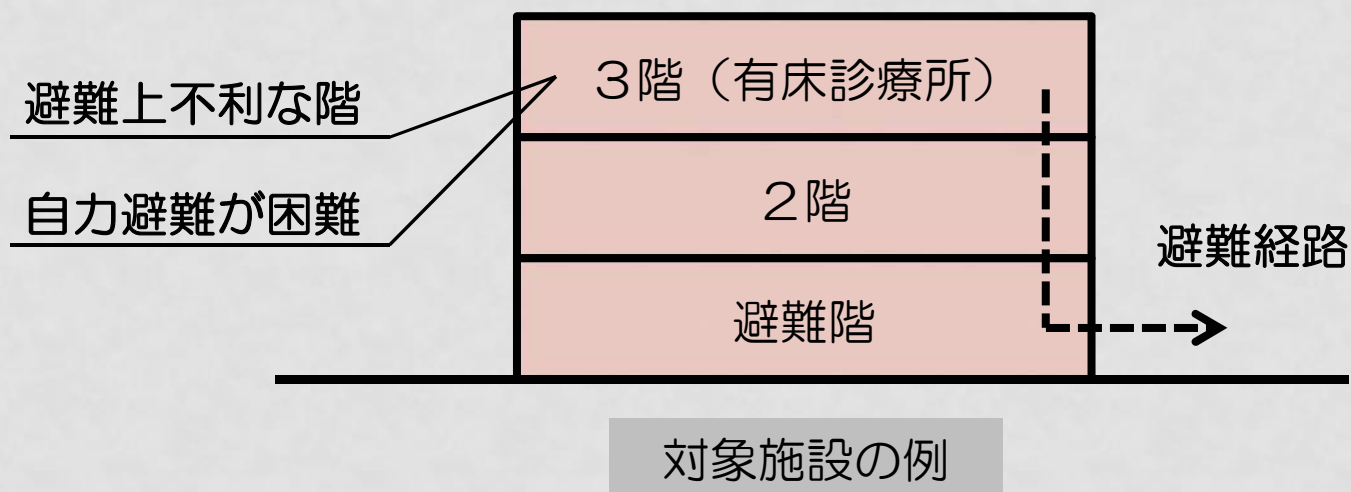 ３階（有床診療所）
避難上不利な階
２階
自力避難が困難
避難経路
避難階
対象施設の例